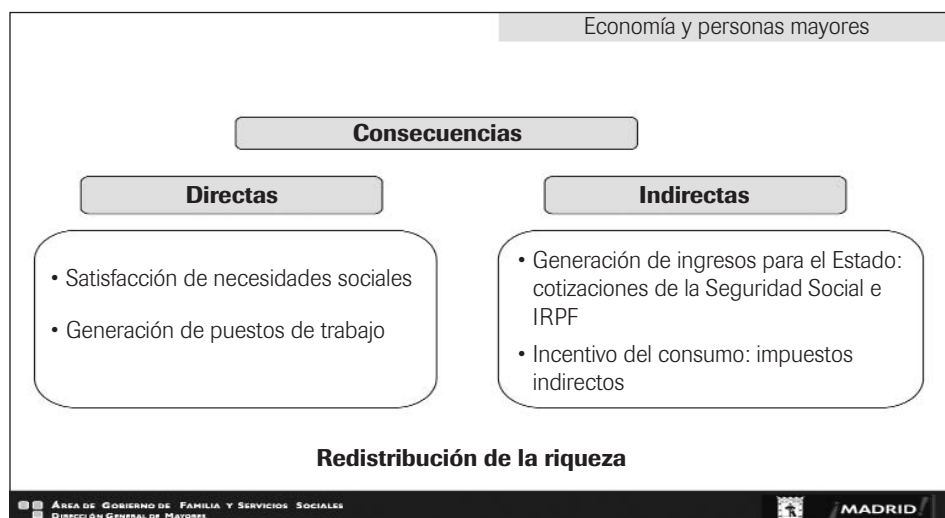 Economía y personas mayores
Consecuencias
Directas
• Satisfacción de necesidades sociales
• Generación de puestos de trabajo
Indirectas
• Generación de ingresos para el Estado:
cotizaciones de la Seguridad Social e
IRPF
• Incentivo del consumo: impuestos
indirectos
Redistribución de la riqueza
ÁREA DE GOBIERNO DE FAMILIA Y SERVICIOS SOCIALES
DIRECCIÓN GENERAL DE MAYORES
¡MADRID!